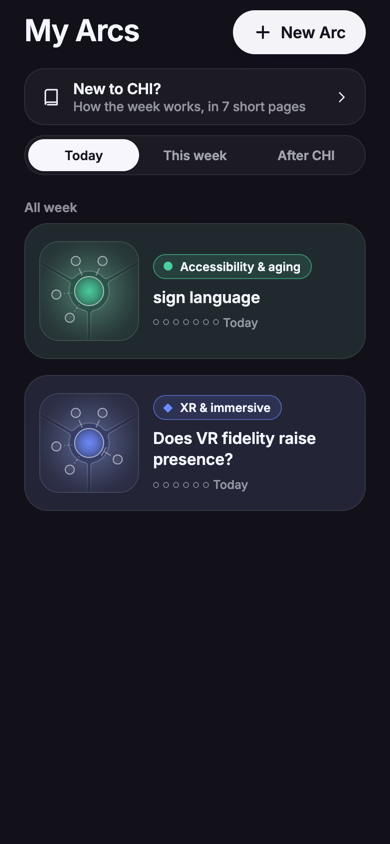 My Arcs
+ New Arc
New to CHI?
How the week works, in 7 short pages
Today
This week
After CHI
All week
Accessibility & aging
sign language
Today
XR & immersive
Does VR fidelity raise
presence?
Today